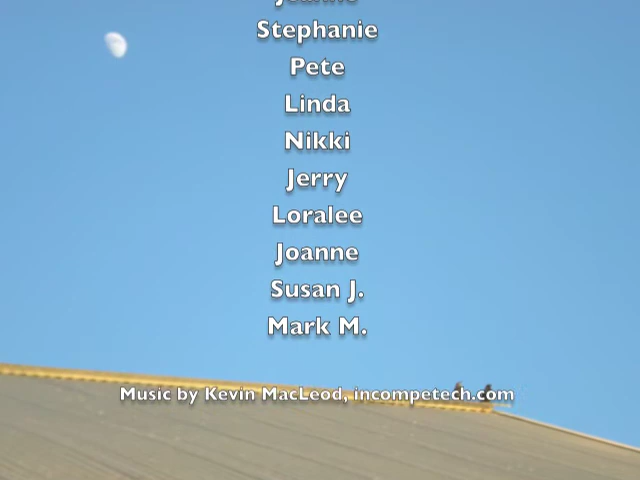 Stephanie
Pete
Linda
Nikki
Jerry
Loralee
Joanne
Susan J.
Mark M.
Music by Kevin MacLeod, incompetech.com